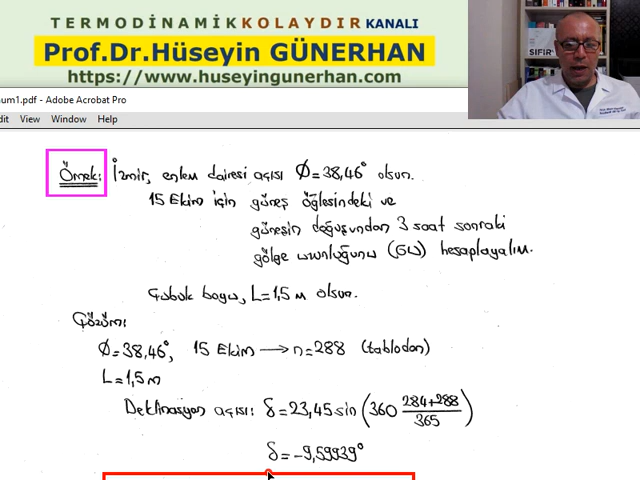 TERMODİNAMİKKOLAYDIR KANALI
Prof.Dr.Hüseyin GÜNERHAN
https://www.huseyingunerhan.com/
num1.pdf - Adobe Acrobat Pro
dit View Window Help
SIFIR
Örnek: İzmir, enlem dairesi açısı Ø=38,46° olsun.
15 Ekim için güneş öğlesindeki ve
güneşin doğuşundan 3 saat sonraki
gölge uzunluğunu (GU) hesaplayalım.
Çubuk boyu, L=1,5 m olsun.
Çözüm:
Ø=38,46°, 15 Ekim → n=288 (tablodan)
L=1,5 m
Deklinasyon açısı: δ=23,45 sin(360 284+288/365)
δ=-9,59939°